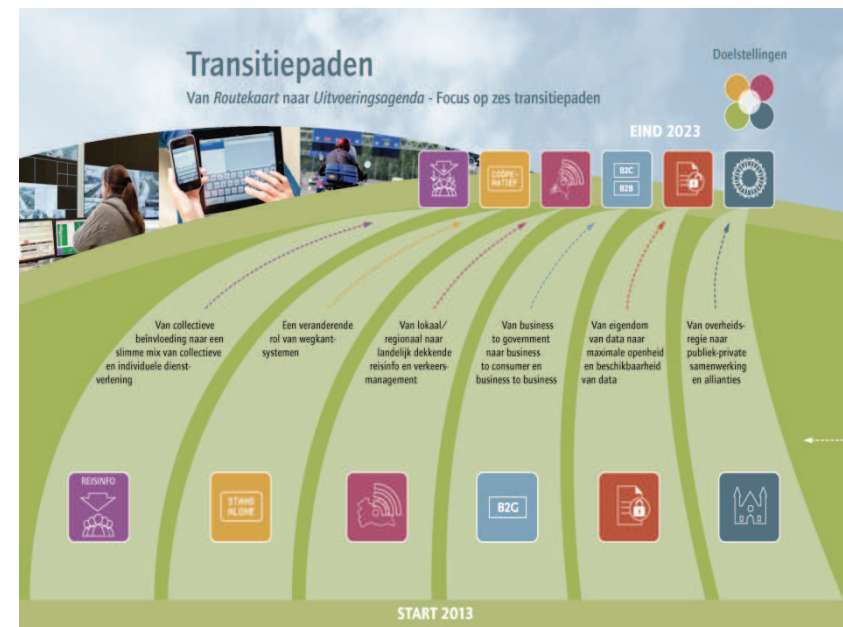 Transitiepaden
Doelstellingen
Van Routekaart naar Uitvoeringsagenda - Focus op zes transitiepaden
EIND 2023
COÖPE-
RATIEF
B2C
B2B
Van collectieve
beïnvloeding naar een
slimme mix van collectieve
en individuele dienst-
verlening
Een veranderende
rol van wegkant-
systemen
Van lokaal/
regionaal naar
landelijk dekkende
reisinfo en verkeers-
management
Van business
to government
naar business
to consumer en
business to business
Van eigendom
van data naar
maximale openheid
en beschikbaarheid
van data
Van overheids-
regie naar
publiek-private
samenwerking
en allianties
REISINFO
STAND
ALONE
B2G
START 2013